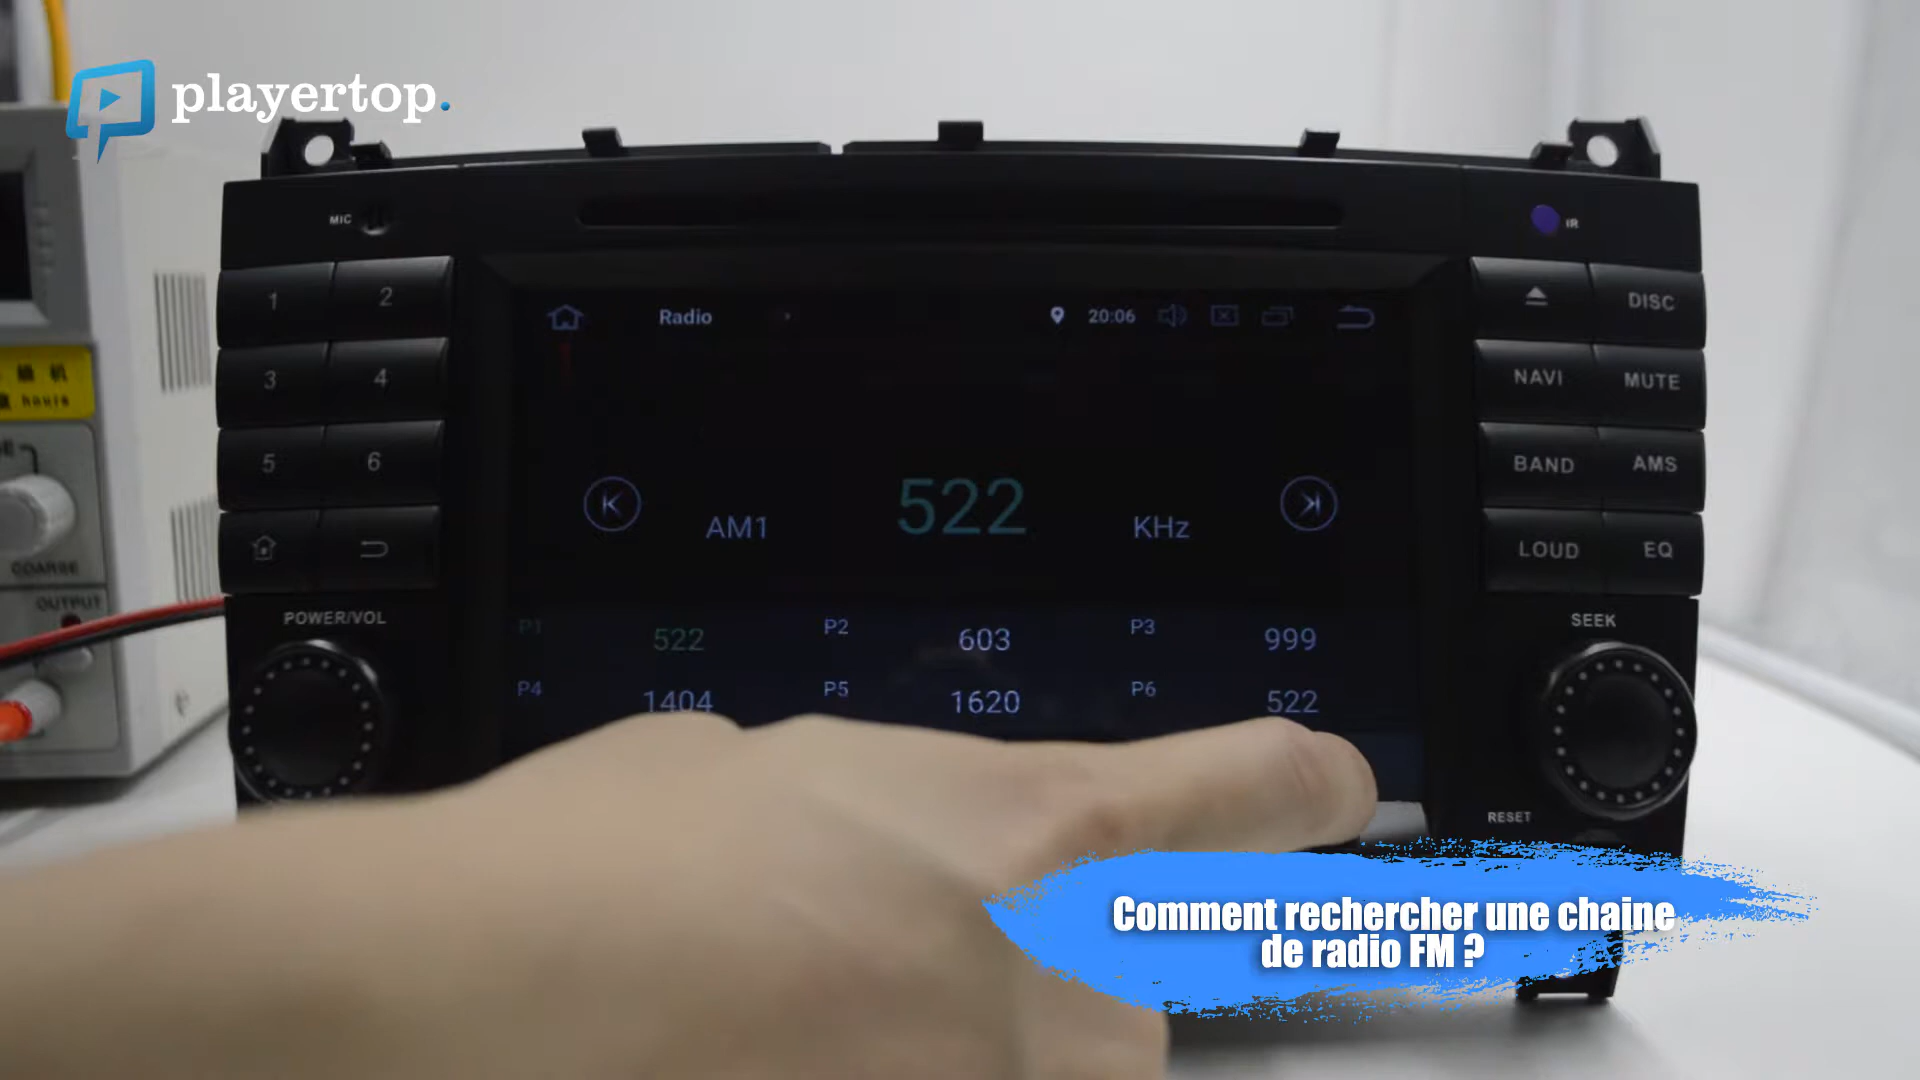 playertop.
MIC
IR
1 2
3 4
5 6
POWER/VOL
Radio
20:06
AM1 522 KHz
P1 522 P2 603 P3 999
P4 1404 P5 1620 P6 522
DISC
NAVI MUTE
BAND AMS
LOUD EQ
SEEK
RESET
hours
COARSE
OUTPUT
Comment rechercher une chaine
de radio FM ?